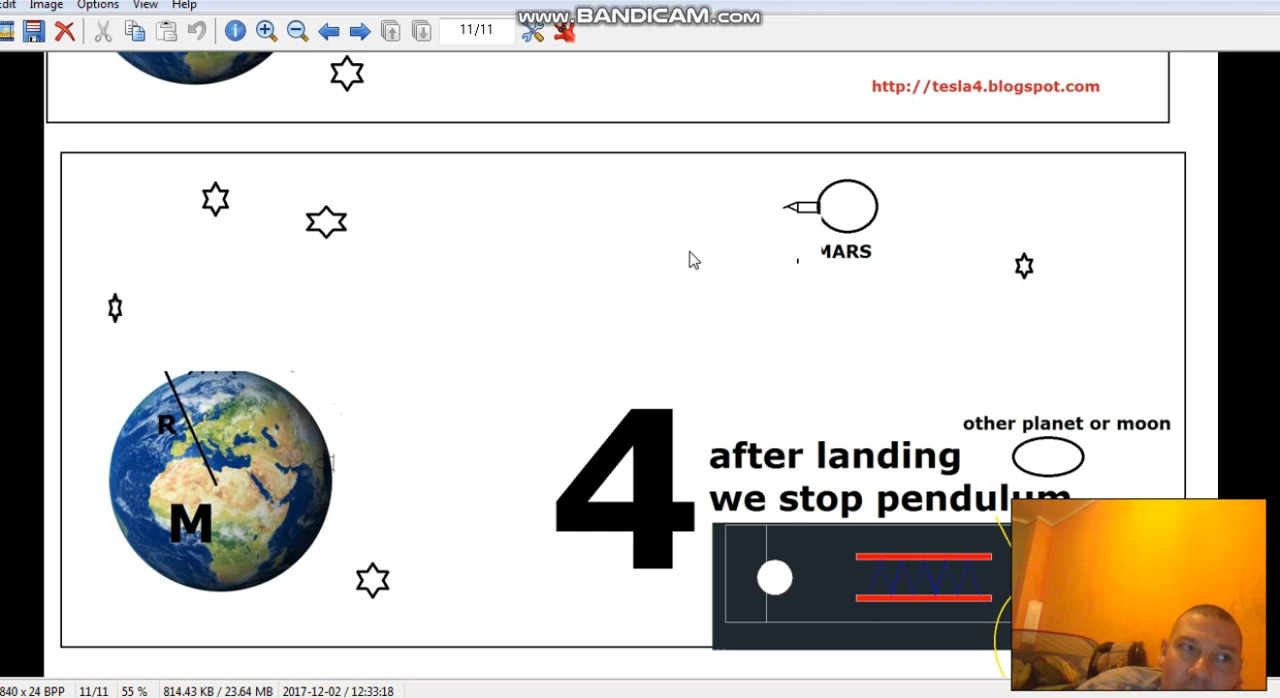 Edit Image Options View Help
www.BANDICAM.com
11/11
http://tesla4.blogspot.com
MARS
other planet or moon
R
4
after landing
we stop pendulum
M
840 x 24 BPP 11/11 55 % 814.43 KB / 23.64 MB 2017-12-02 / 12:33:18